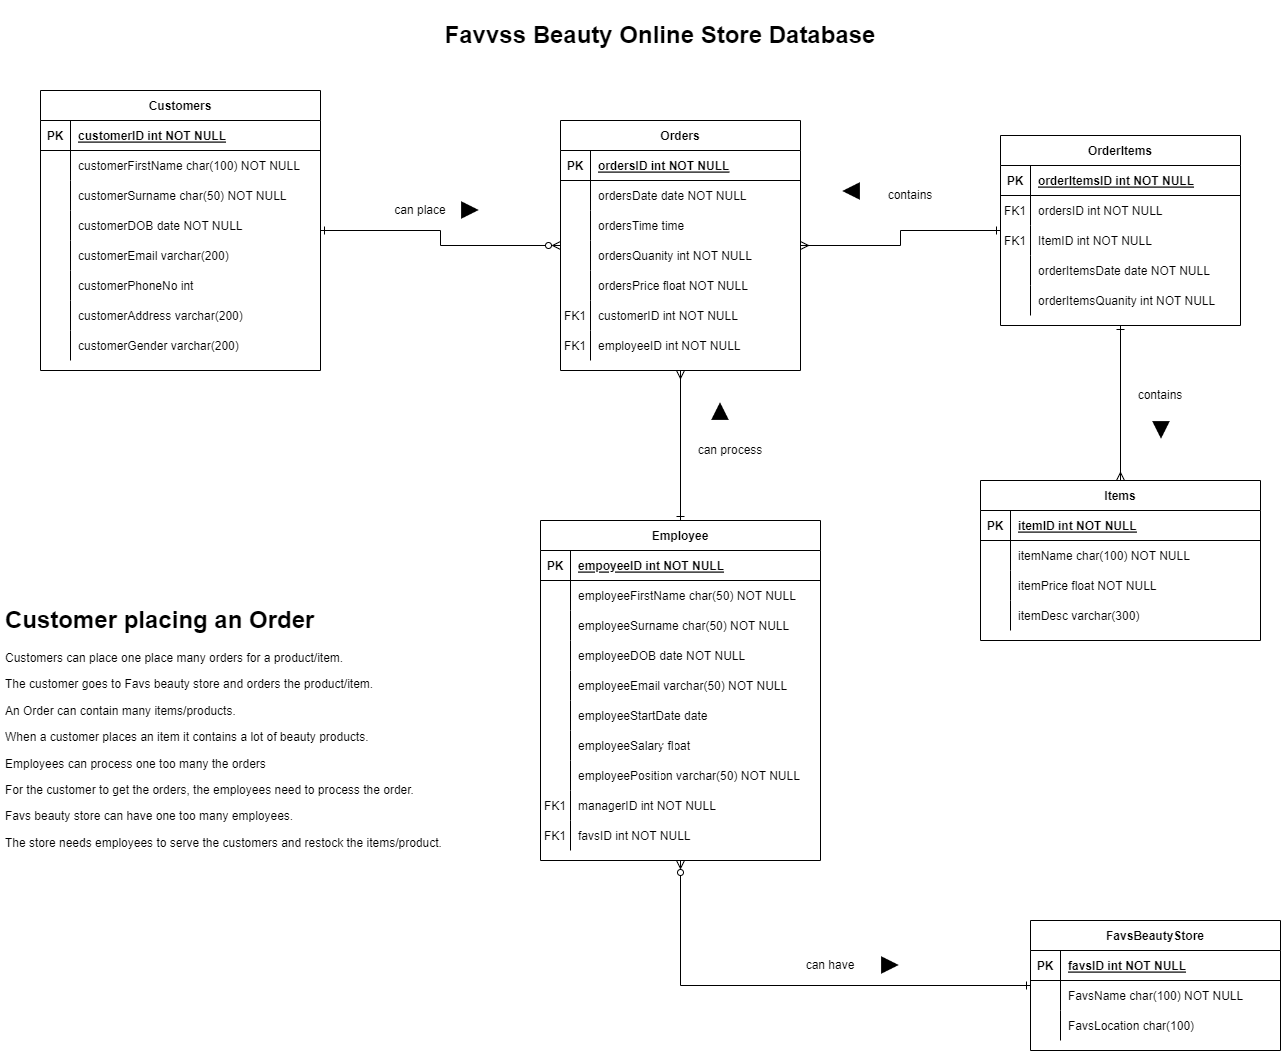 Favvss Beauty Online Store Database
Customers
PK customerID int NOT NULL
customerFirstName char(100) NOT NULL
customerSurname char(50) NOT NULL
customerDOB date NOT NULL
customerEmail varchar(200)
customerPhoneNo int
customerAddress varchar(200)
customerGender varchar(200)
can place
Orders
PK ordersID int NOT NULL
ordersDate date NOT NULL
ordersTime time
ordersQuanity int NOT NULL
ordersPrice float NOT NULL
FK1 customerID int NOT NULL
FK1 employeeID int NOT NULL
contains
OrderItems
PK orderItemsID int NOT NULL
FK1 ordersID int NOT NULL
FK1 ItemID int NOT NULL
orderItemsDate date NOT NULL
orderItemsQuanity int NOT NULL
contains
can process
Items
PK itemID int NOT NULL
itemName char(100) NOT NULL
itemPrice float NOT NULL
itemDesc varchar(300)
Employee
PK empoyeeID int NOT NULL
employeeFirstName char(50) NOT NULL
employeeSurname char(50) NOT NULL
employeeDOB date NOT NULL
employeeEmail varchar(50) NOT NULL
employeeStartDate date
employeeSalary float
employeePosition varchar(50) NOT NULL
FK1 managerID int NOT NULL
FK1 favsID int NOT NULL
Customer placing an Order
Customers can place one place many orders for a product/item.
The customer goes to Favs beauty store and orders the product/item.
An Order can contain many items/products.
When a customer places an item it contains a lot of beauty products.
Employees can process one too many the orders
For the customer to get the orders, the employees need to process the order.
Favs beauty store can have one too many employees.
The store needs employees to serve the customers and restock the items/product.
can have
FavsBeautyStore
PK favsID int NOT NULL
FavsName char(100) NOT NULL
FavsLocation char(100)